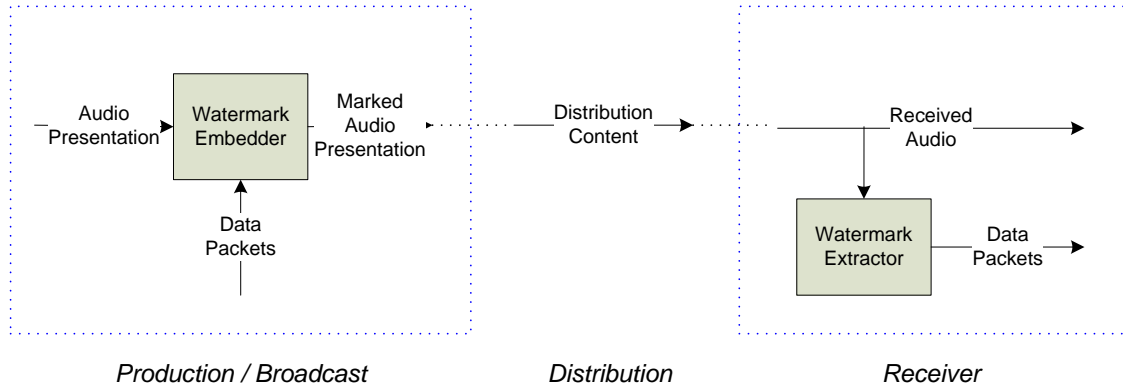 Audio
Presentation
Watermark
Embedder
Marked
Audio
Presentation
Data
Packets
Distribution
Content
Received
Audio
Watermark
Extractor
Data
Packets
Production / Broadcast
Distribution
Receiver